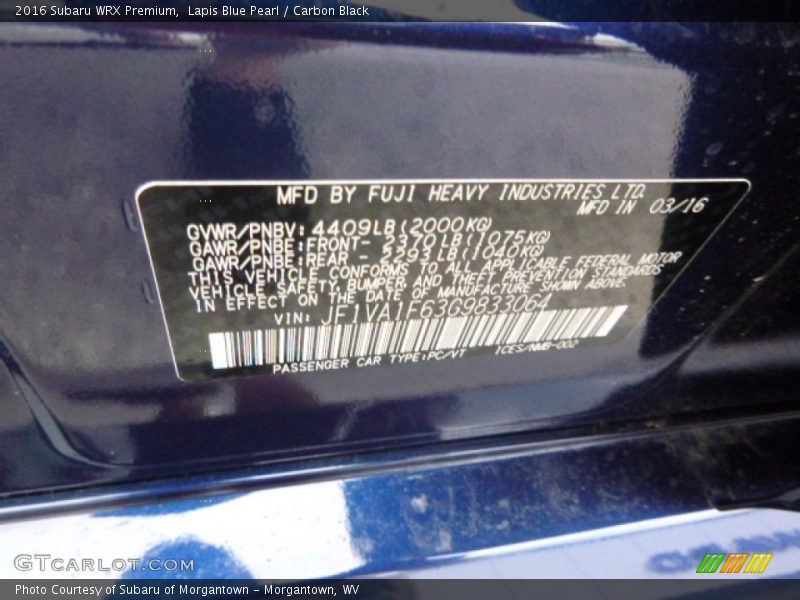 2016 Subaru WRX Premium,  Lapis Blue Pearl / Carbon Black
MFD BY FUJI HEAVY INDUSTRIES LTD.
MFD IN 03/16
GVWR/PNBV: 4409LB (2000KG)
GAWR/PNBE: FRONT- 2370LB (1075KG)
GAWR/PNBE: REAR - 2293LB (1040KG)
THIS VEHICLE CONFORMS TO ALL APPLICABLE FEDERAL MOTOR
VEHICLE SAFETY, BUMPER, AND THEFT PREVENTION STANDARDS
IN EFFECT ON THE DATE OF MANUFACTURE SHOWN ABOVE.
VIN: JF1VA1F63G9833064
PASSENGER CAR TYPE: PC/VT ICES/NMB-002
GTCARLOT.COM
Photo Courtesy of Subaru of Morgantown - Morgantown, WV